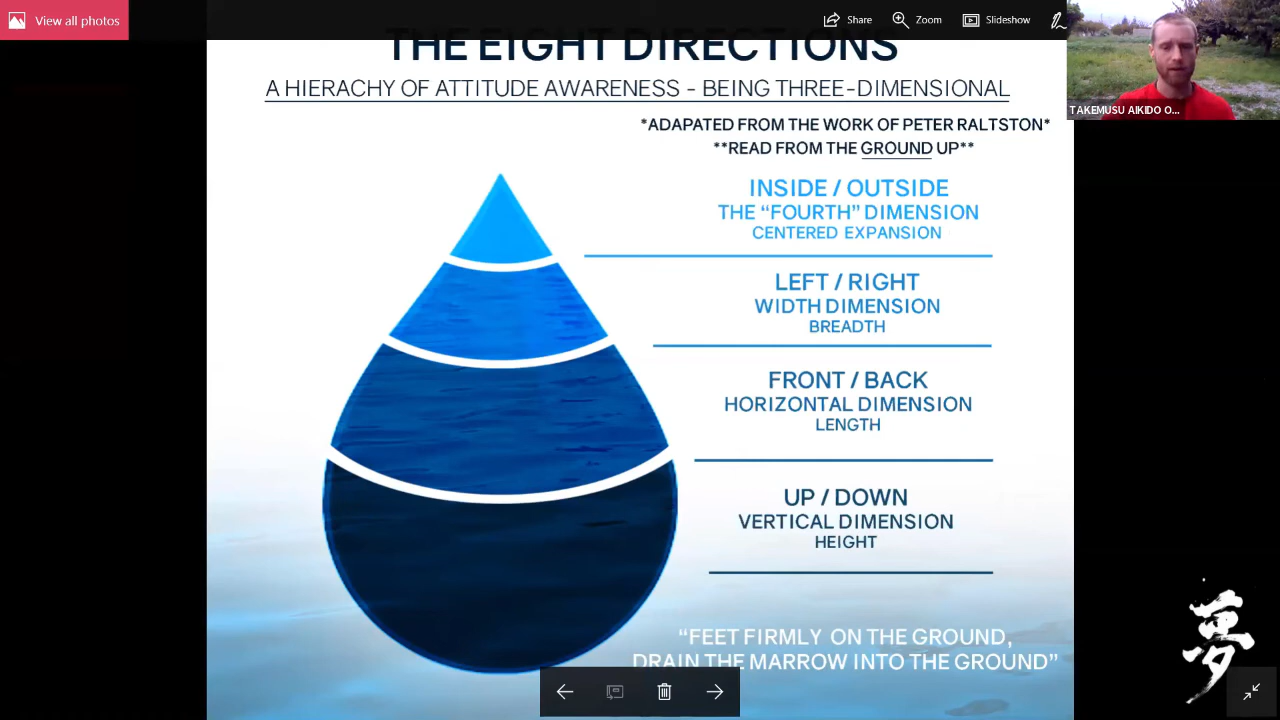 View all photos
Share
Zoom
Slideshow
TAKEMUSU AIKIDO O...
THE EIGHT DIRECTIONS
A HIERACHY OF ATTITUDE AWARENESS - BEING THREE-DIMENSIONAL
*ADAPATED FROM THE WORK OF PETER RALTSTON*
**READ FROM THE GROUND UP**
INSIDE / OUTSIDE
THE “FOURTH” DIMENSION
CENTERED EXPANSION
LEFT / RIGHT
WIDTH DIMENSION
BREADTH
FRONT / BACK
HORIZONTAL DIMENSION
LENGTH
UP / DOWN
VERTICAL DIMENSION
HEIGHT
“FEET FIRMLY ON THE GROUND,
DRAIN THE MARROW INTO THE GROUND”
夢